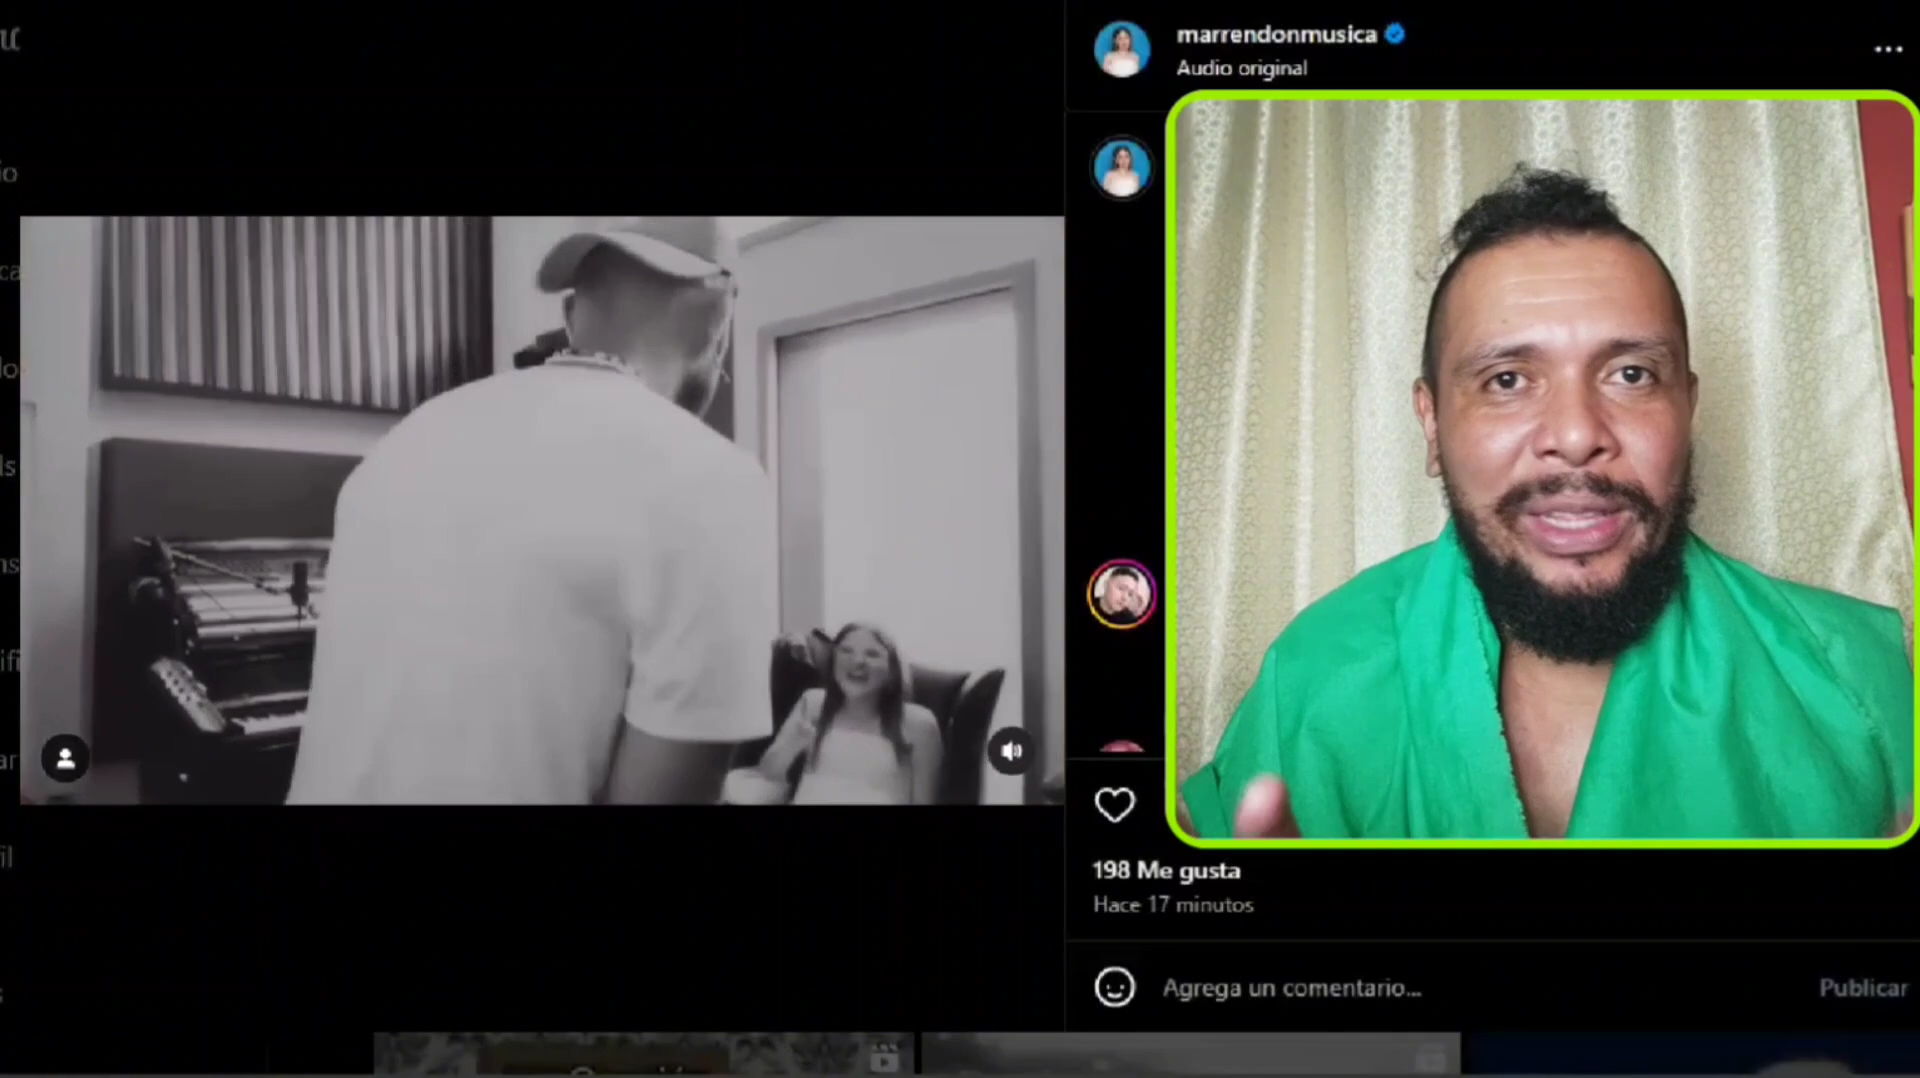 marrendonmusica
Audio original
198 Me gusta
Hace 17 minutos
Agrega un comentario...
Publicar